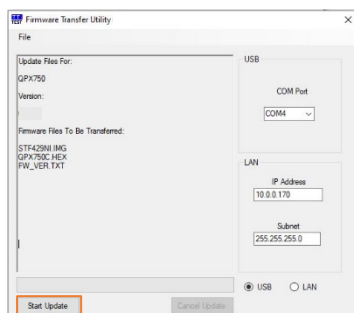 Firmware Transfer Utility
File
Update Files For:
QPX750
Version:
Firmware Files To Be Transferred:
STF429NI.IMG
QPX750C.HEX
FW_VER.TXT
USB
COM Port
COM4
LAN
IP Address
10.0.0.170
Subnet
255.255.255.0
USB
LAN
Start Update
Cancel Update